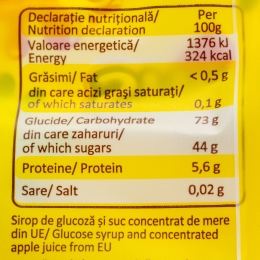 Declarație nutrițională/ Per
Nutrition declaration 100g
Valoare energetică/ 1376 kJ
Energy 324 kcal
Grăsimi/ Fat < 0,5 g
din care acizi grași saturați/
of which saturates 0,1 g
Glucide/ Carbohydrate 73 g
din care zaharuri/
of which sugars 44 g
Proteine/ Protein 5,6 g
Sare/ Salt 0,02 g
Sirop de glucoză și suc concentrat de mere
din UE/ Glucose syrup and concentrated
apple juice from EU